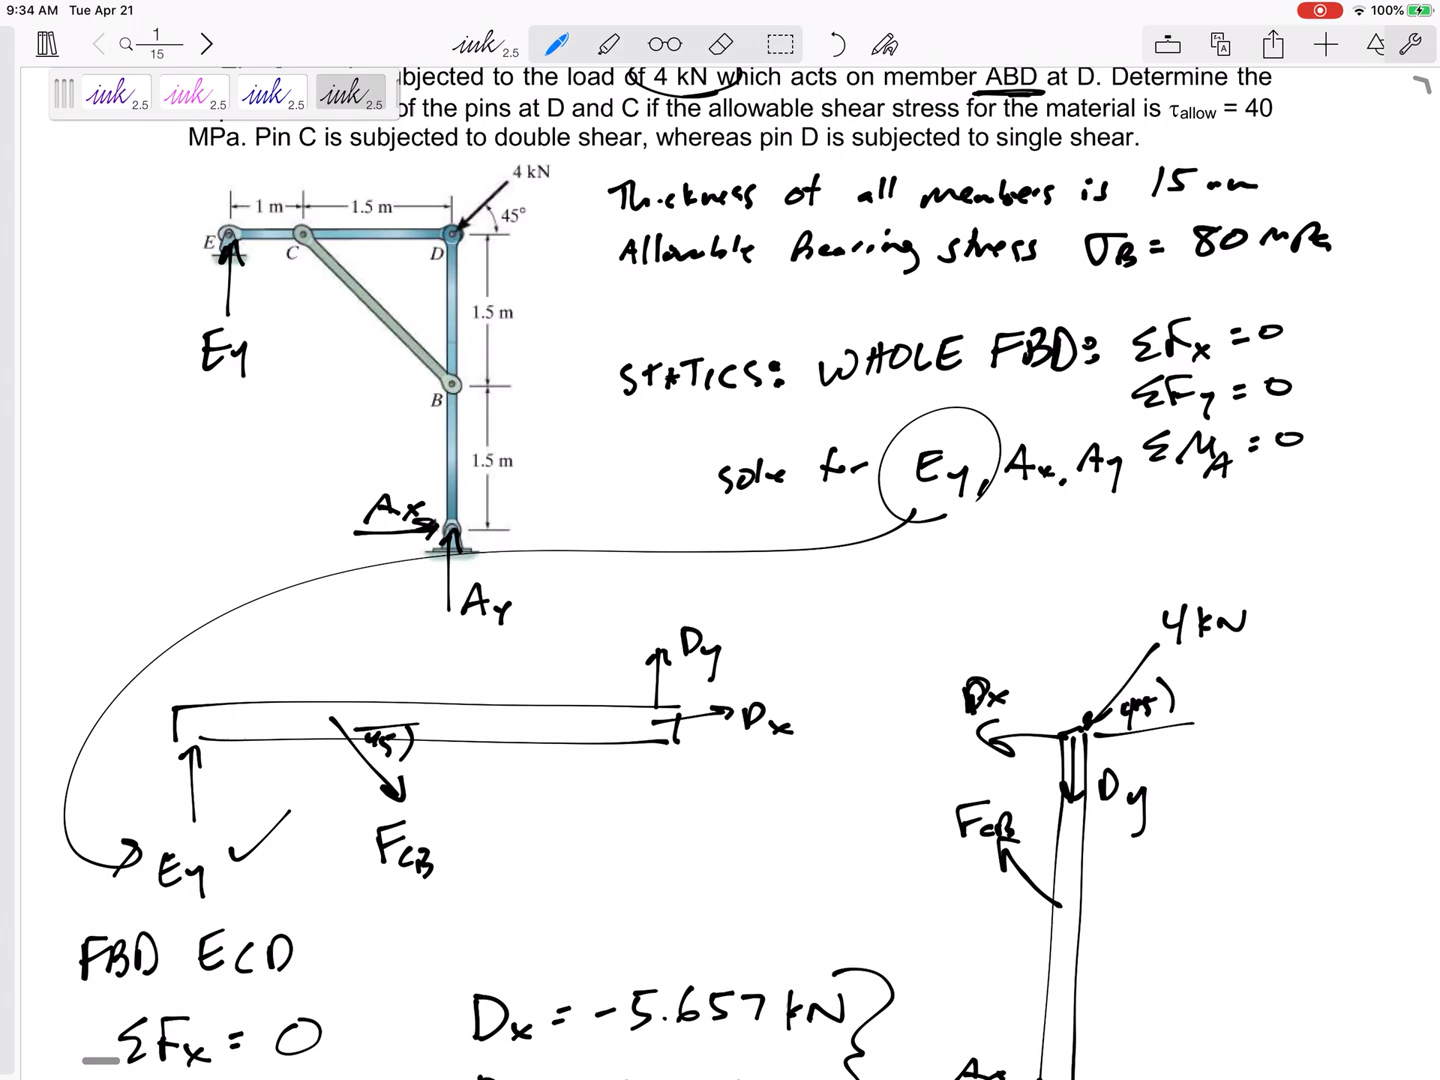 9:34 AM Tue Apr 21
100%
1
15
ink 2.5
ink 2.5 ink 2.5 ink 2.5 ink 2.5
bjected to the load of 4 kN which acts on member ABD at D. Determine the
of the pins at D and C if the allowable shear stress for the material is τallow = 40
MPa. Pin C is subjected to double shear, whereas pin D is subjected to single shear.
4 kN
1 m
1.5 m
45°
E
C
D
1.5 m
B
1.5 m
Ey
Ax
Ay
Thickness of all members is 15 mm
Allowable Bearing stress σB = 80 MPa
STATICS: WHOLE FBD: ΣFx = 0
ΣFy = 0
solve for Ey, Ax, Ay ΣMA = 0
Dy
Dx
45
FCB
Ey
4 kN
Dx
45
Dy
FCB
FBD ECD
ΣFx = 0
Dx = -5.657 kN